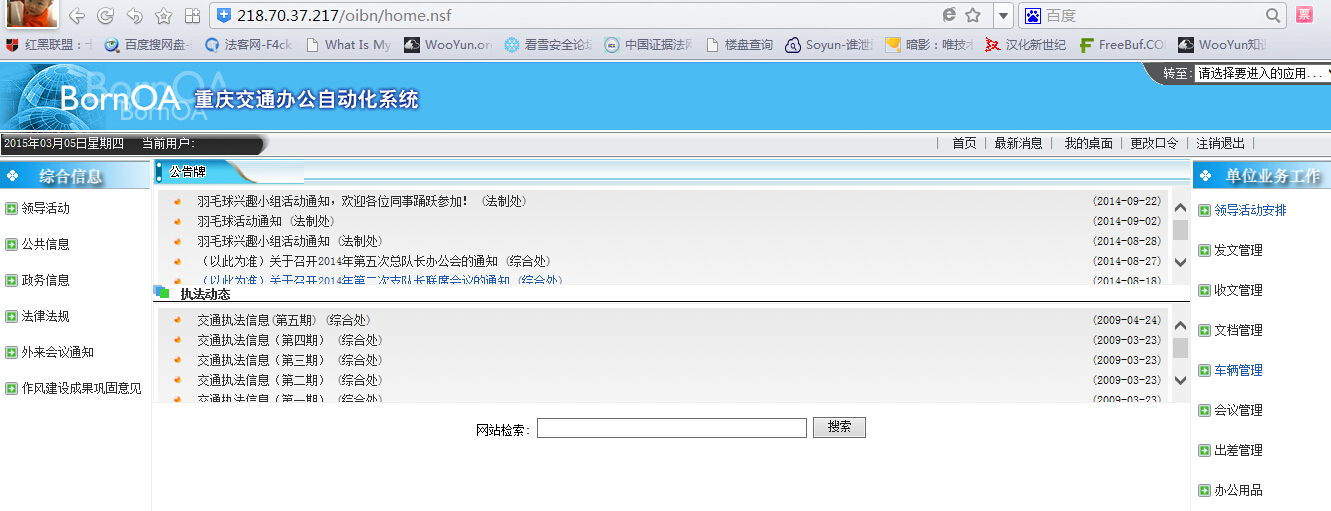 218.70.37.217/oibn/home.nsf
百度
票
红黑联盟：
百度搜网盘-
法客网-F4ck
What Is My
WooYun.or
看雪安全论坛
中国证据法网
楼盘查询
Soyun-谁泄
暗影：唯技
汉化新世纪
FreeBuf.CO
WooYun知
BornOA 重庆交通办公自动化系统
转至: 请选择要进入的应用...
2015年03月05日星期四 当前用户:
| 首页 | 最新消息 | 我的桌面 | 更改口令 | 注销退出 |
综合信息
领导活动
公共信息
政务信息
法律法规
外来会议通知
作风建设成果巩固意见
公告牌
羽毛球兴趣小组活动通知，欢迎各位同事踊跃参加！ (法制处) (2014-09-22)
羽毛球活动通知 (法制处) (2014-09-02)
羽毛球兴趣小组活动通知 (法制处) (2014-08-28)
（以此为准）关于召开2014年第五次总队长办公会的通知 (综合处) (2014-08-27)
（以此为准）关于召开2014年第二次支队长联席会议的通知 (综合处) (2014-08-18)
执法动态
交通执法信息(第五期) (综合处) (2009-04-24)
交通执法信息（第四期） (综合处) (2009-03-23)
交通执法信息（第三期） (综合处) (2009-03-23)
交通执法信息（第二期） (综合处) (2009-03-23)
交通执法信息（第一期） (综合处) (2009-03-23)
网站检索: 搜索
单位业务工作
领导活动安排
发文管理
收文管理
文档管理
车辆管理
会议管理
出差管理
办公用品